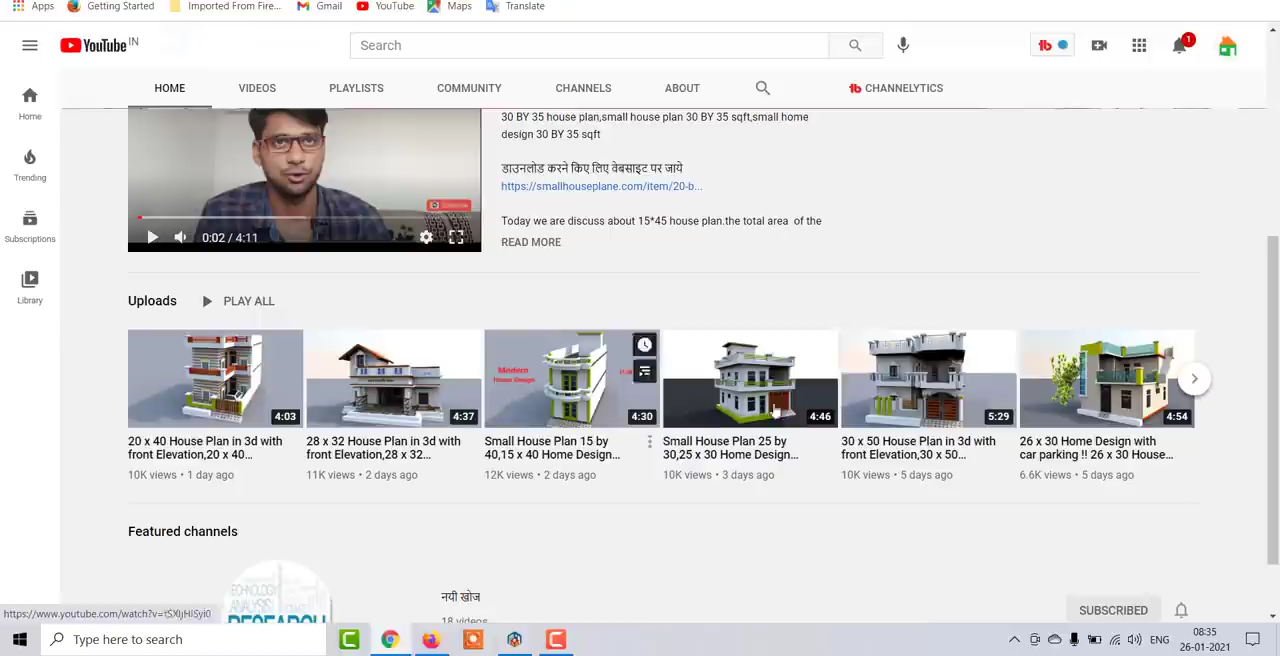 Apps Getting Started Imported From Fire... Gmail YouTube Maps Translate
YouTube IN Search 1
HOME VIDEOS PLAYLISTS COMMUNITY CHANNELS ABOUT CHANNELYTICS
Home
Trending
Subscriptions
Library
0:02 / 4:11
30 BY 35 house plan,small house plan 30 BY 35 sqft,small home
design 30 BY 35 sqft
डाउनलोड करने किए लिए वेबसाइट पर जाये
https://smallhouseplane.com/item/20-b...
Today we are discuss about 15*45 house plan.the total area of the
READ MORE
Uploads PLAY ALL
Modern
House Design
4:03 4:37 4:30 4:46 5:29 4:54
20 x 40 House Plan in 3d with
front Elevation,20 x 40...
10K views • 1 day ago
28 x 32 House Plan in 3d with
front Elevation,28 x 32...
11K views • 2 days ago
Small House Plan 15 by
40,15 x 40 Home Design...
12K views • 2 days ago
Small House Plan 25 by
30,25 x 30 Home Design...
10K views • 3 days ago
30 x 50 House Plan in 3d with
front Elevation,30 x 50...
10K views • 5 days ago
26 x 30 Home Design with
car parking !! 26 x 30 House...
6.6K views • 5 days ago
Featured channels
TECHNOLOGY
ANALYSIS
RESEARCH
नयी खोज
18 videos
SUBSCRIBED
Type here to search
ENG
08:35
26-01-2021